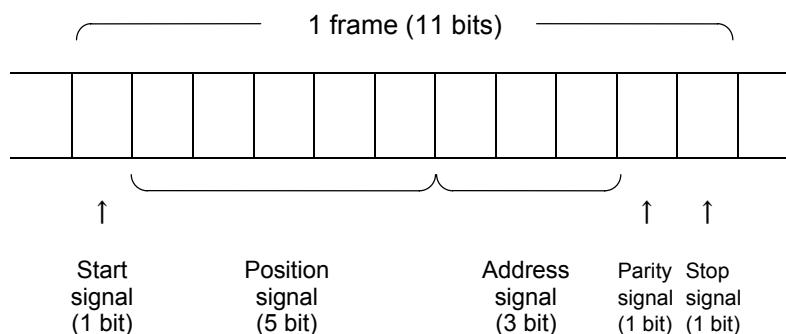 1 frame (11 bits)
↑
↑
↑
Start
signal
(1 bit)
Position
signal
(5 bit)
Address
signal
(3 bit)
Parity
signal
(1 bit)
Stop
signal
(1 bit)